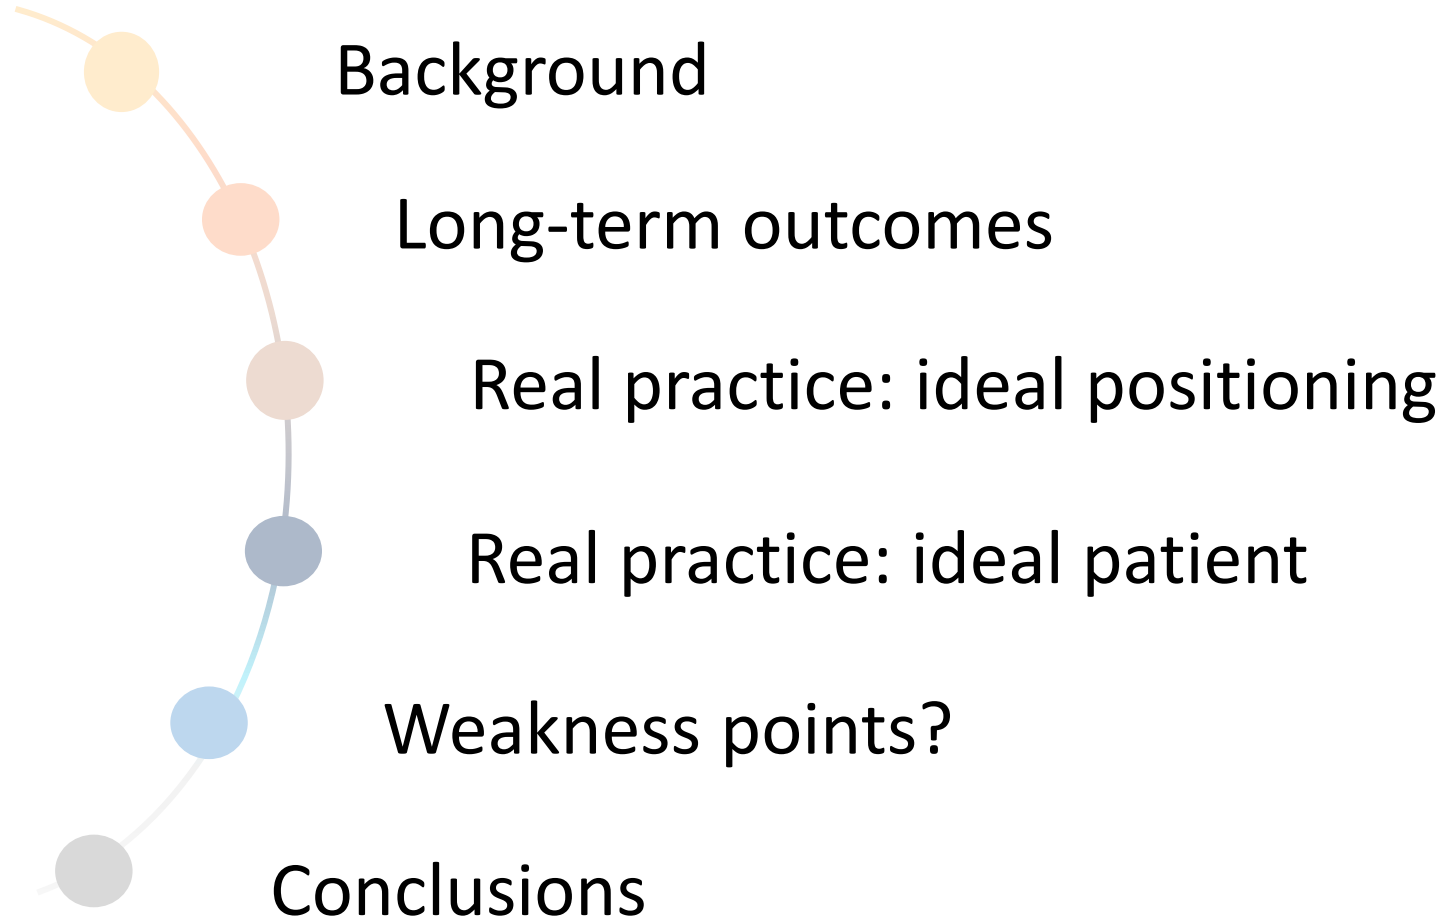 Background
Long-term outcomes
Real practice: ideal positioning
Real practice: ideal patient
Weakness points?
Conclusions